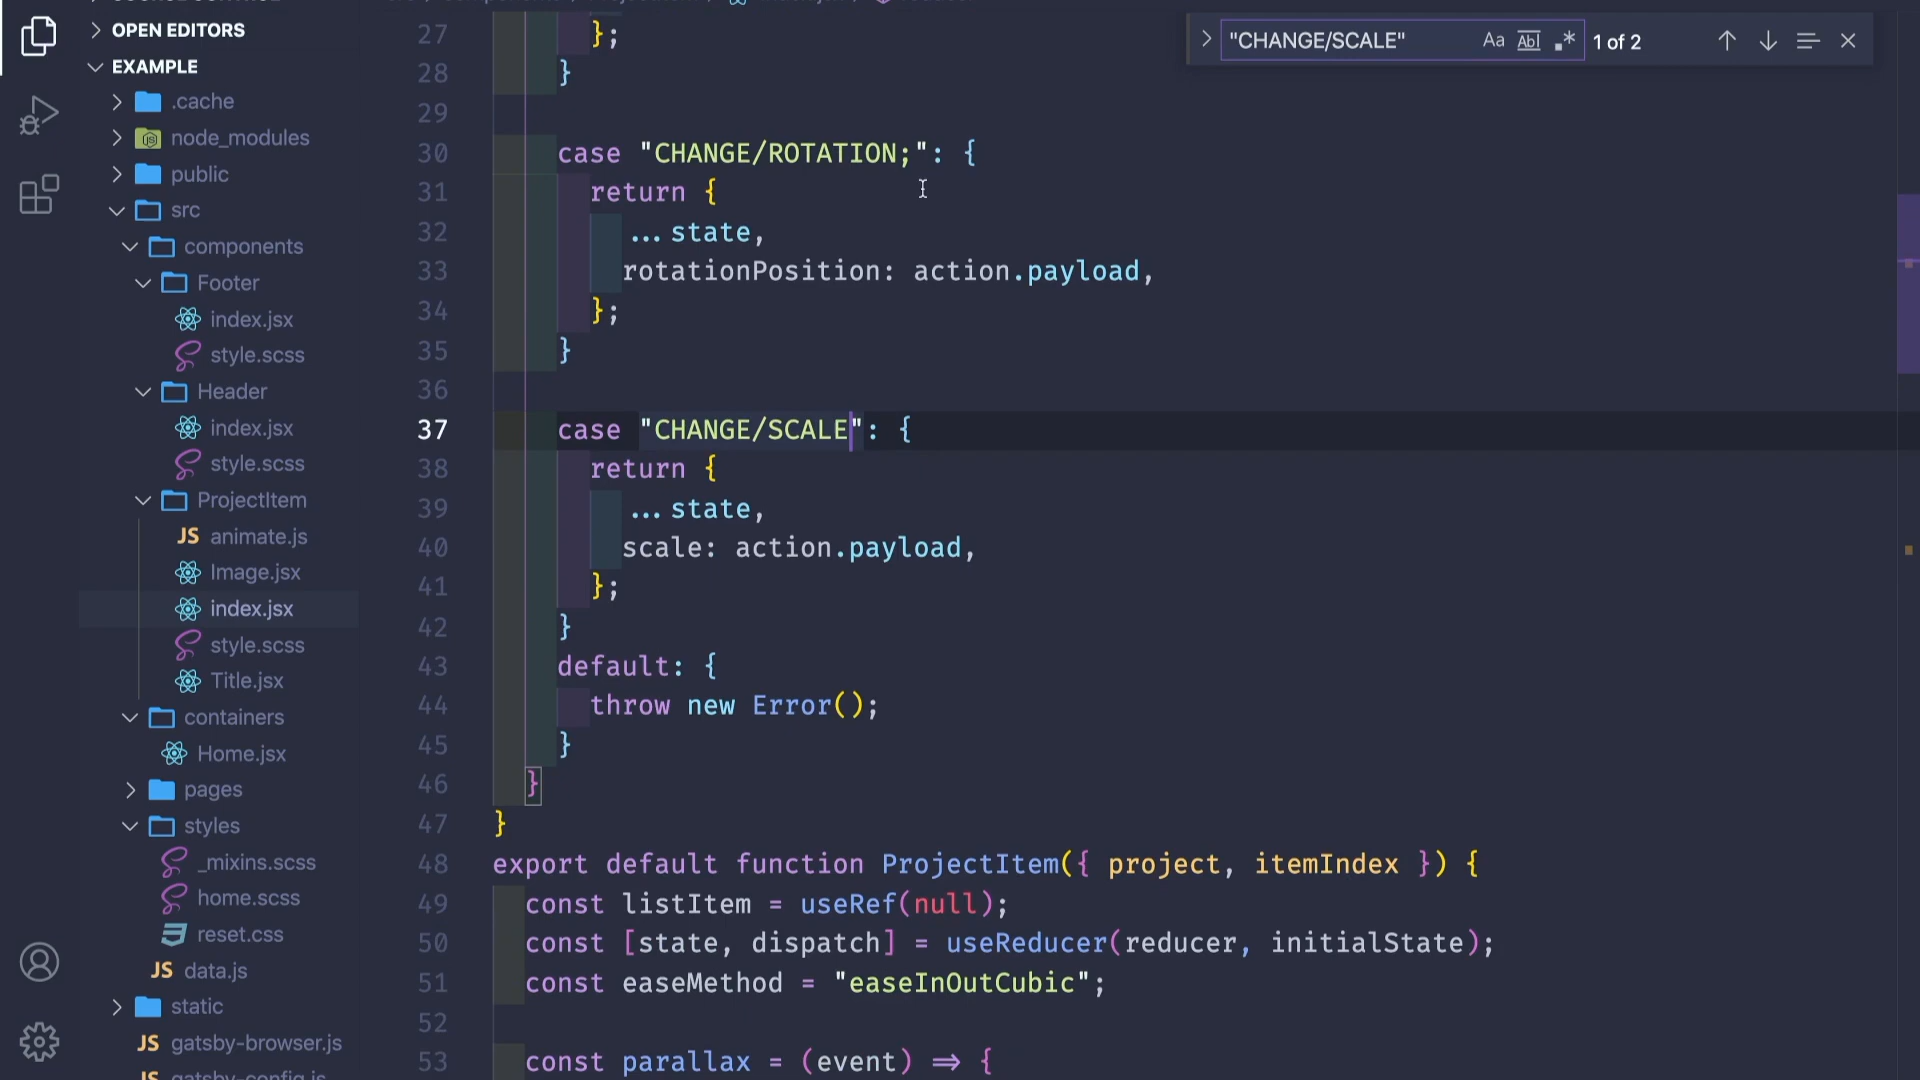 OPEN EDITORS
EXAMPLE
.cache
node_modules
public
src
components
Footer
index.jsx
style.scss
Header
index.jsx
style.scss
ProjectItem
animate.js
Image.jsx
index.jsx
style.scss
Title.jsx
containers
Home.jsx
pages
styles
_mixins.scss
home.scss
reset.css
data.js
static
gatsby-browser.js
gatsby-config.js
"CHANGE/SCALE" Aa Abl .* 1 of 2
27 };
28 }
29
30 case "CHANGE/ROTATION;": {
31 return {
32 ...state,
33 rotationPosition: action.payload,
34 };
35 }
36
37 case "CHANGE/SCALE": {
38 return {
39 ...state,
40 scale: action.payload,
41 };
42 }
43 default: {
44 throw new Error();
45 }
46 }
47 }
48 export default function ProjectItem({ project, itemIndex }) {
49 const listItem = useRef(null);
50 const [state, dispatch] = useReducer(reducer, initialState);
51 const easeMethod = "easeInOutCubic";
52
53 const parallax = (event) => {